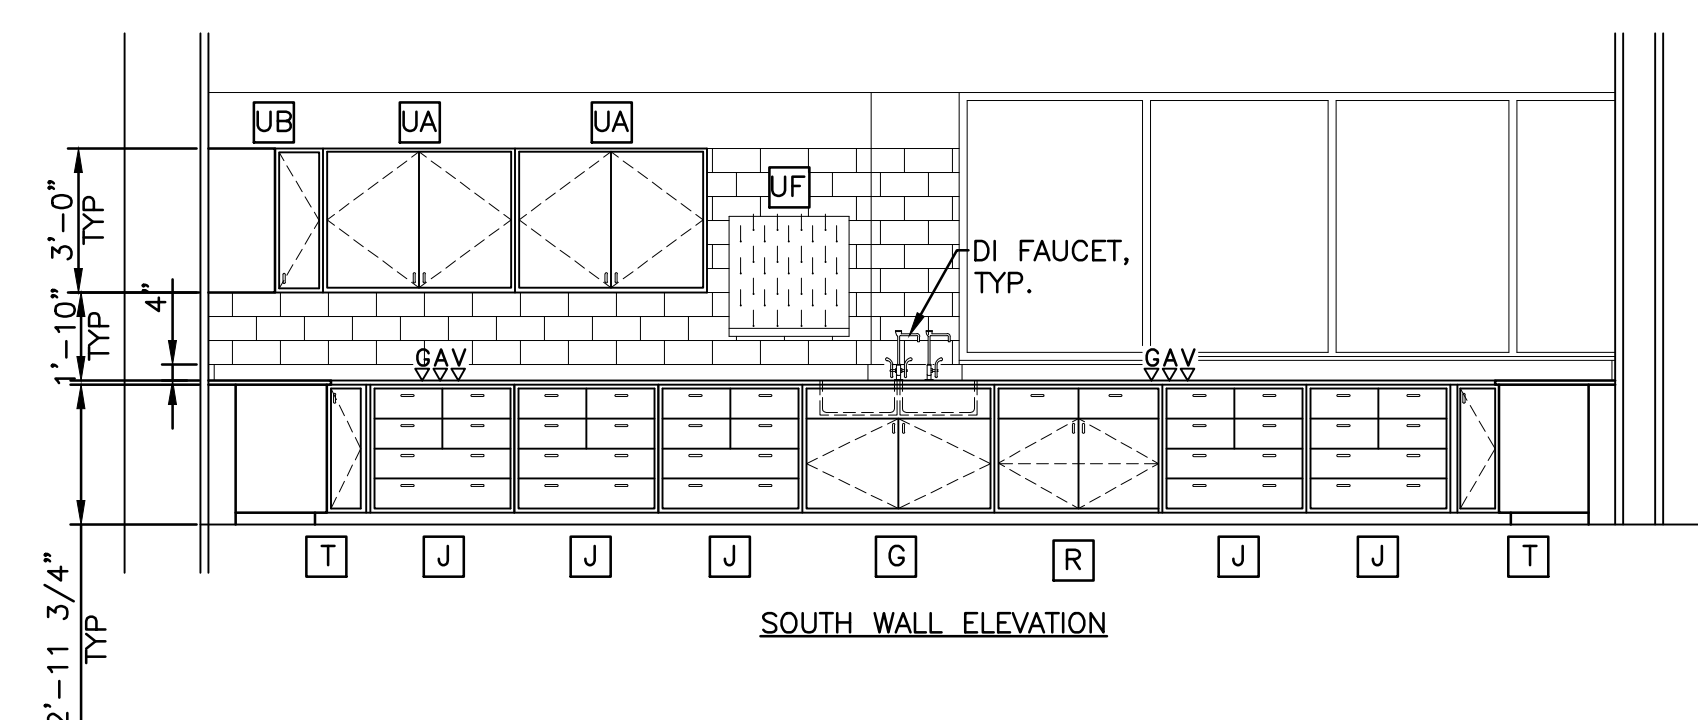 UB
UA
UA
UF
3'-0"
TYP
DI FAUCET,
TYP.
4"
1'-10"
TYP
GAV
GAV
T
J
J
J
G
R
J
J
T
2'-11 3/4"
TYP
SOUTH WALL ELEVATION